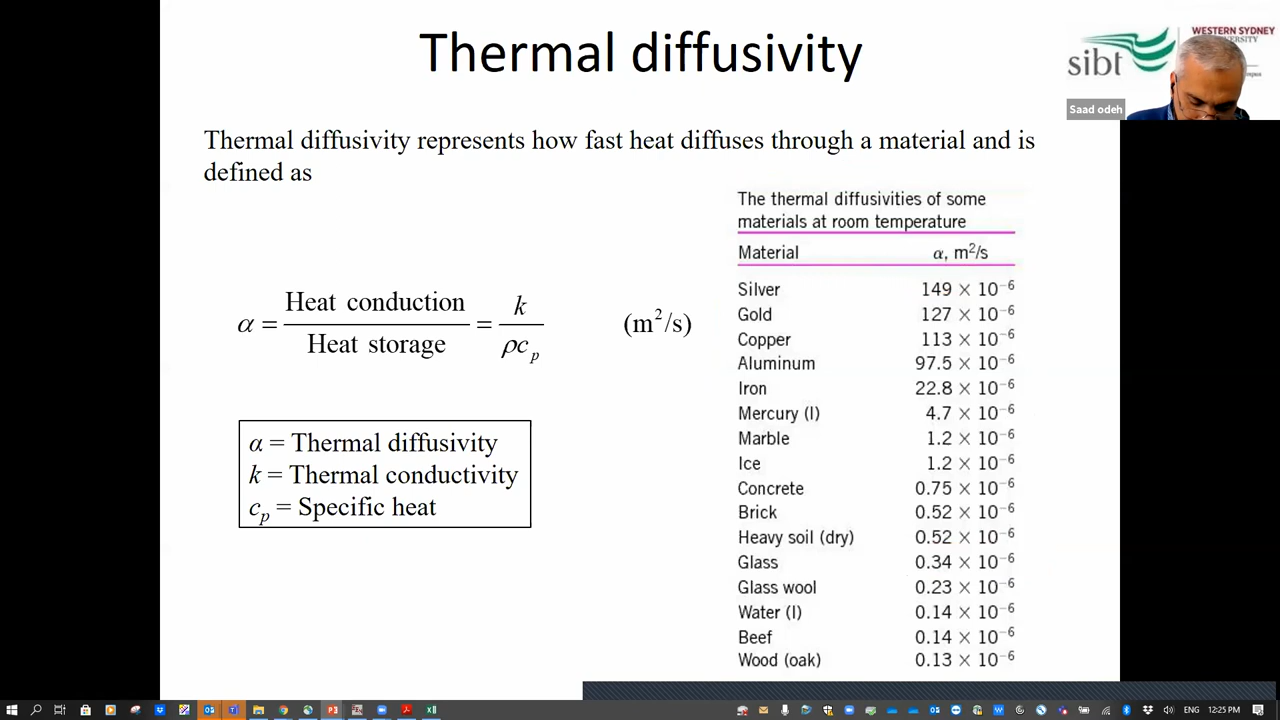 Thermal diffusivity
WESTERN SYDNEY
sibt
Saad odeh
Thermal diffusivity represents how fast heat diffuses through a material and is
defined as
α = Heat conduction / Heat storage = k / ρc_p (m²/s)
α = Thermal diffusivity
k = Thermal conductivity
c_p = Specific heat
The thermal diffusivities of some
materials at room temperature
Material α, m²/s
Silver 149 × 10⁻⁶
Gold 127 × 10⁻⁶
Copper 113 × 10⁻⁶
Aluminum 97.5 × 10⁻⁶
Iron 22.8 × 10⁻⁶
Mercury (l) 4.7 × 10⁻⁶
Marble 1.2 × 10⁻⁶
Ice 1.2 × 10⁻⁶
Concrete 0.75 × 10⁻⁶
Brick 0.52 × 10⁻⁶
Heavy soil (dry) 0.52 × 10⁻⁶
Glass 0.34 × 10⁻⁶
Glass wool 0.23 × 10⁻⁶
Water (l) 0.14 × 10⁻⁶
Beef 0.14 × 10⁻⁶
Wood (oak) 0.13 × 10⁻⁶
ENG 12:25 PM